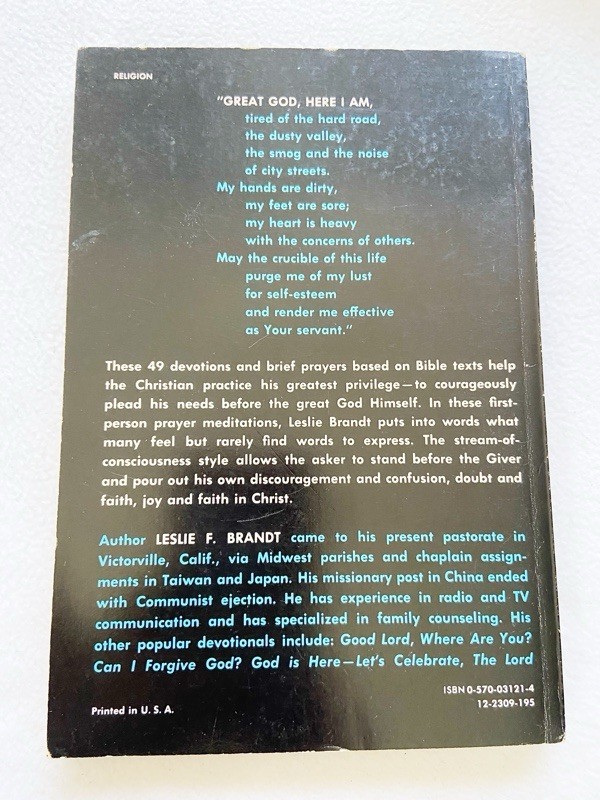 RELIGION
"GREAT GOD, HERE I AM,
tired of the hard road,
the dusty valley,
the smog and the noise
of city streets.
My hands are dirty,
my feet are sore;
my heart is heavy
with the concerns of others.
May the crucible of this life
purge me of my lust
for self-esteem
and render me effective
as Your servant."
These 49 devotions and brief prayers based on Bible texts help
the Christian practice his greatest privilege—to courageously
plead his needs before the great God Himself. In these first-
person prayer meditations, Leslie Brandt puts into words what
many feel but rarely find words to express. The stream-of-
consciousness style allows the asker to stand before the Giver
and pour out his own discouragement and confusion, doubt and
faith, joy and faith in Christ.
Author LESLIE F. BRANDT came to his present pastorate in
Victorville, Calif., via Midwest parishes and chaplain assign-
ments in Taiwan and Japan. His missionary post in China ended
with Communist ejection. He has experience in radio and TV
communication and has specialized in family counseling. His
other popular devotionals include: Good Lord, Where Are You?
Can I Forgive God? God is Here—Let's Celebrate, The Lord
ISBN 0-570-03121-4
12-2309-195
Printed in U. S. A.